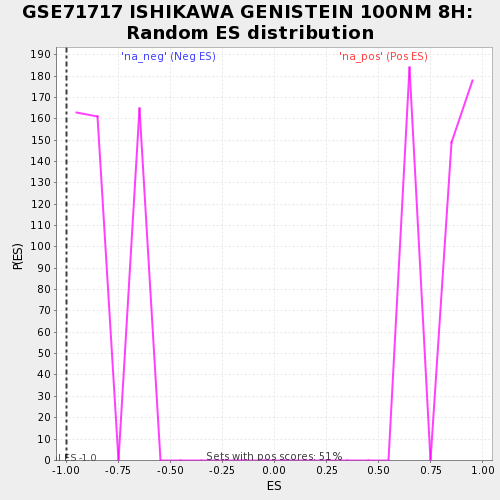 GSE71717 ISHIKAWA GENISTEIN 100NM 8H:
Random ES distribution
'na_neg' (Neg ES)
'na_pos' (Pos ES)
190
180
170
160
150
140
130
120
110
100
90
80
70
60
50
40
30
20
10
0
P(ES)
Sets with pos scores: 51%
-1.00 -0.75 -0.50 -0.25 0.00 0.25 0.50 0.75 1.00
ES